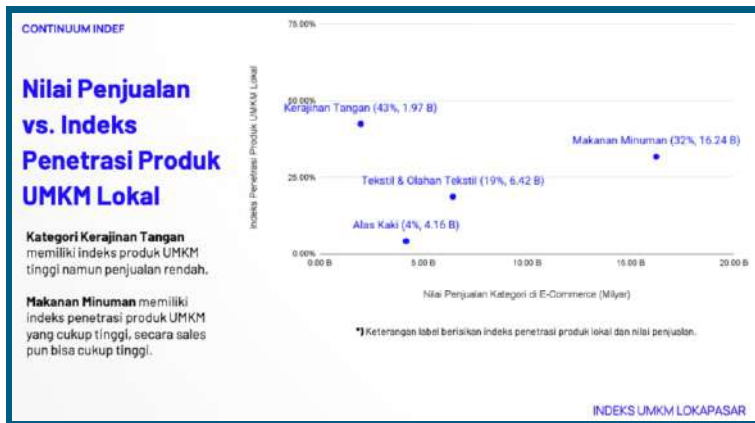 CONTINUUM INDEF
Nilai Penjualan
vs. Indeks
Penetrasi Produk
UMKM Lokal
Kategori Kerajinan Tangan
memiliki indeks produk UMKM
tinggi namun penjualan rendah.
Makanan Minuman memiliki
indeks penetrasi produk UMKM
yang cukup tinggi, secara sales
pun bisa cukup tinggi.
Indeks Penetrasi Produk UMKM Lokal
75.00%
50.00%
25.00%
0.00%
Kerajinan Tangan (43%, 1.97 B)
Makanan Minuman (32%, 16.24 B)
Tekstil & Olahan Tekstil (19%, 6.42 B)
Alas Kaki (4%, 4.16 B)
0.00 B
5.00 B
10.00 B
15.00 B
20.00 B
Nilai Penjualan Kategori di E-Commerce (Milyar)
*) Keterangan label berisikan indeks penetrasi produk lokal dan nilai penjualan.
INDEKS UMKM LOKAPASAR